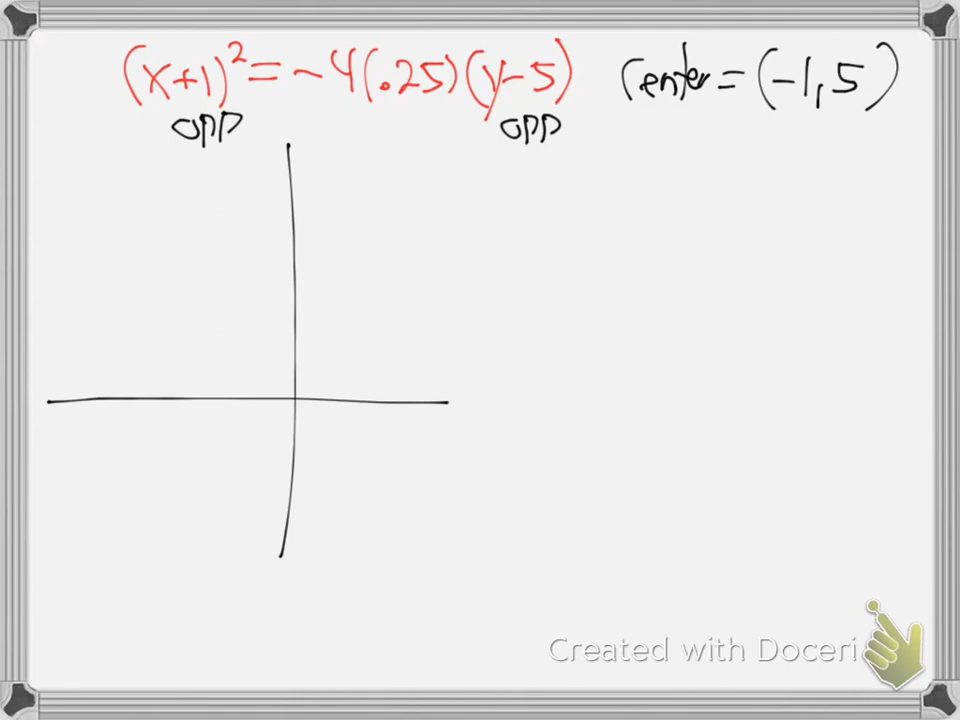 (x+1)² = -4(.25)(y-5) Center = (-1,5)
OPP OPP
Created with Doceri